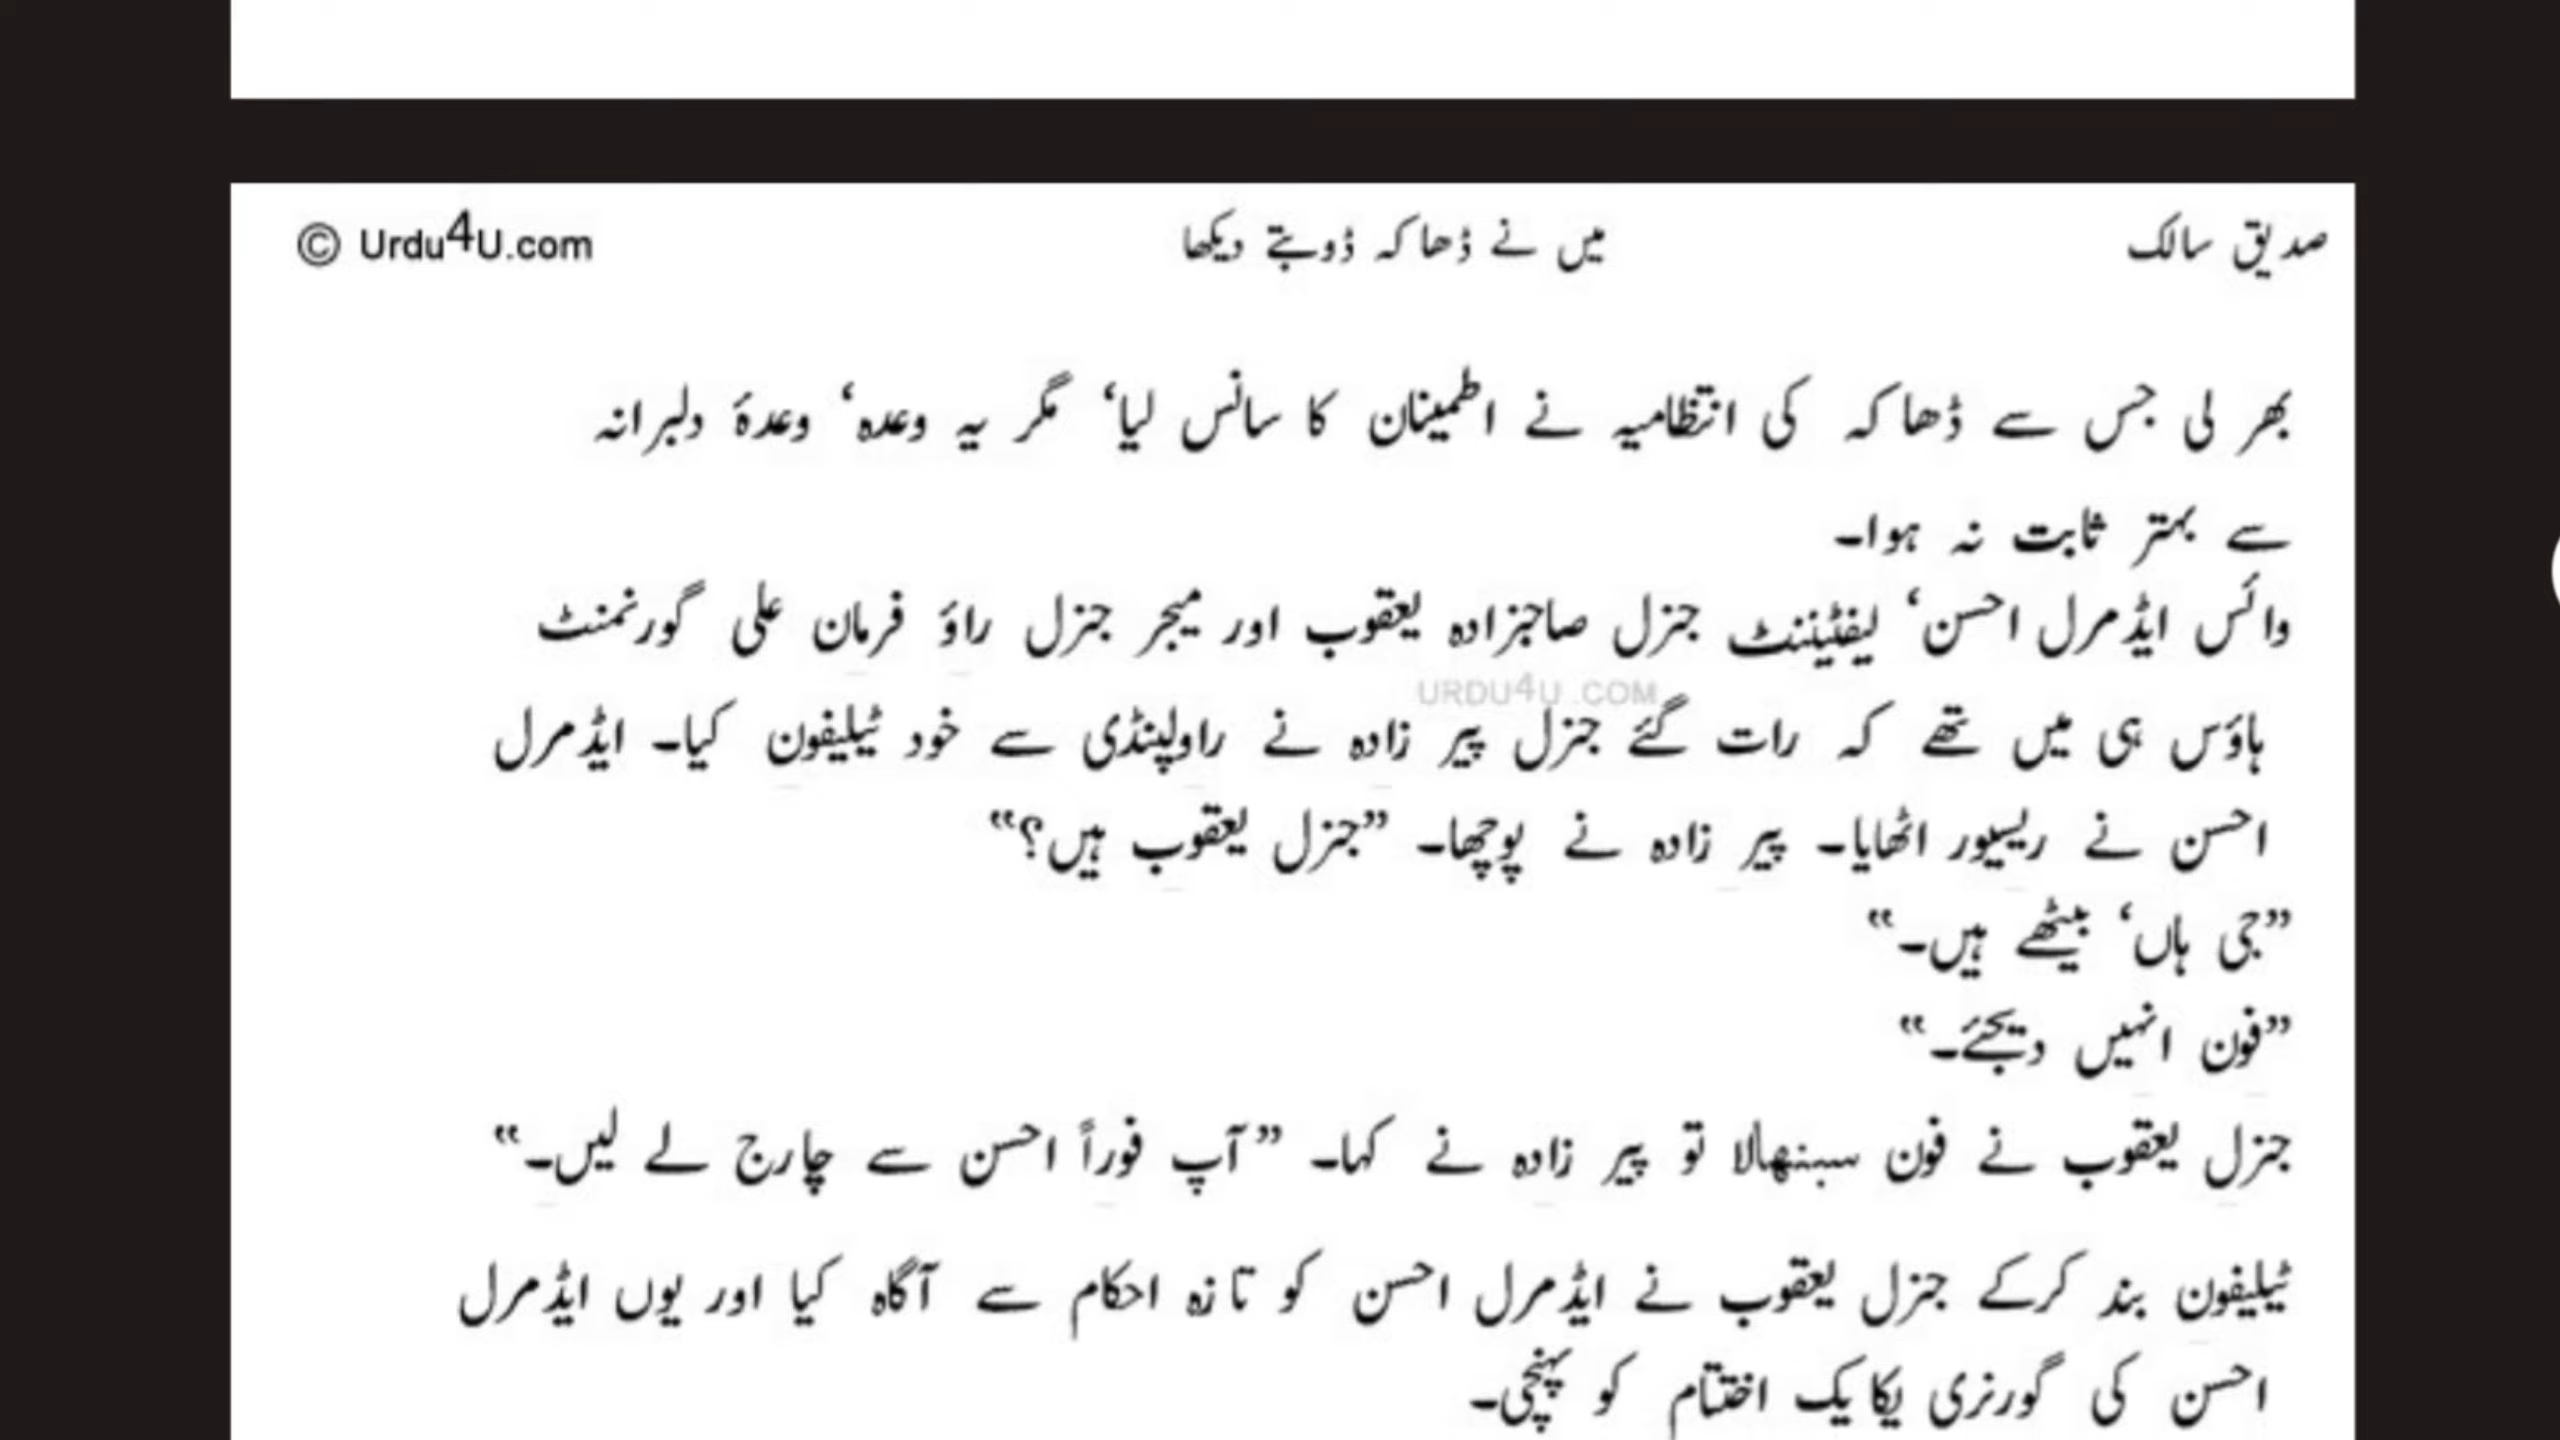 صدیق سالک میں نے ڈھاکہ ڈوبتے دیکھا © Urdu4U.com
بھر لی جس سے ڈھاکہ کی انتظامیہ نے اطمینان کا سانس لیا‘ مگر یہ وعدہ‘ وعدۂ دلبرانہ
سے بہتر ثابت نہ ہوا۔
وائس ایڈمرل احسن‘ لیفٹیننٹ جنرل صاحبزادہ یعقوب اور میجر جنرل راؤ فرمان علی گورنمنٹ
URDU4U.COM
ہاؤس ہی میں تھے کہ رات گئے جنرل پیر زادہ نے راولپنڈی سے خود ٹیلیفون کیا۔ ایڈمرل
احسن نے ریسیور اٹھایا۔ پیر زادہ نے پوچھا۔ ”جنرل یعقوب ہیں؟“
”جی ہاں‘ بیٹھے ہیں۔“
”فون انہیں دیجئے۔“
جنرل یعقوب نے فون سنبھالا تو پیر زادہ نے کہا۔ ”آپ فوراً احسن سے چارج لے لیں۔“
ٹیلیفون بند کرکے جنرل یعقوب نے ایڈمرل احسن کو تازہ احکام سے آگاہ کیا اور یوں ایڈمرل
احسن کی گورنری یکایک اختتام کو پہنچی۔